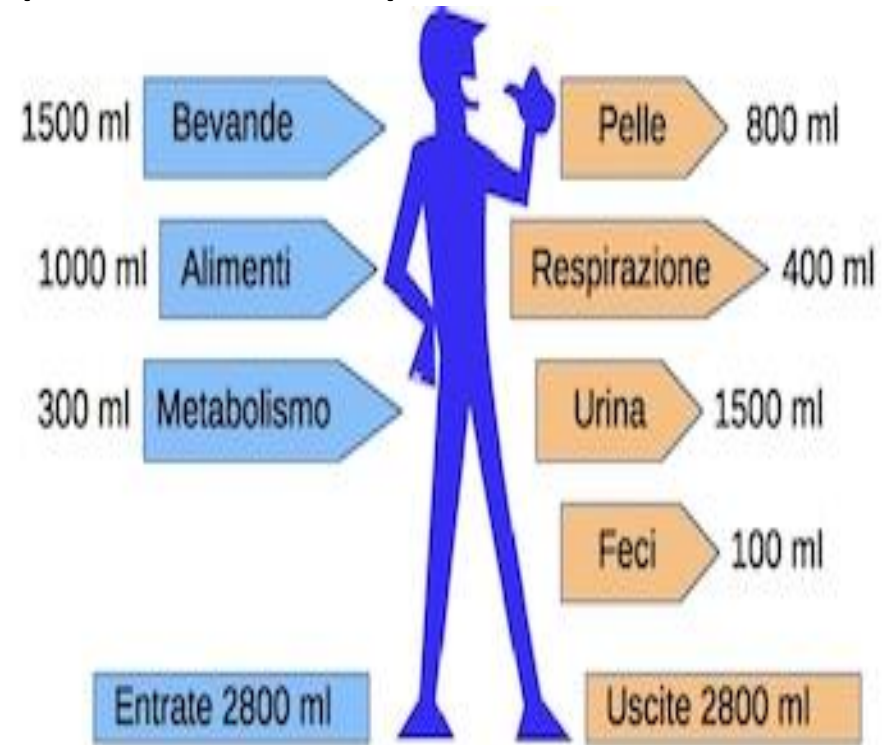 1500 ml Bevande
Pelle 800 ml
1000 ml Alimenti
Respirazione 400 ml
300 ml Metabolismo
Urina 1500 ml
Feci 100 ml
Entrate 2800 ml
Uscite 2800 ml